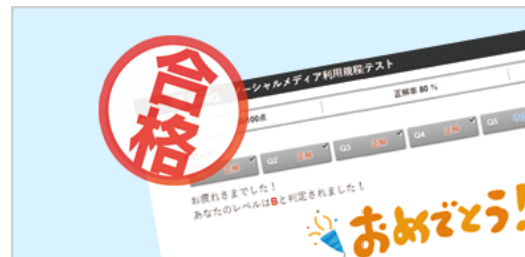 合格
ーシャルメディア利用規程テスト
100点
正解率 80 %
正解
Q2 正解
Q3 正解
Q4 正解
Q5
お疲れさまでした！
あなたのレベルはBと判定されました！
おめでとう！